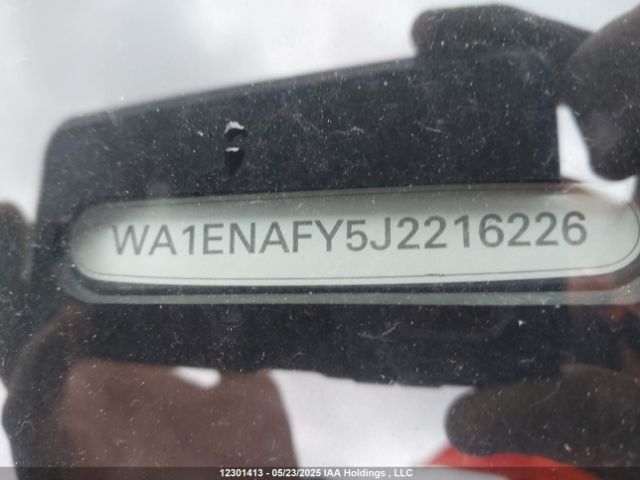 WA1ENAFY5J2216226
12301413 - 05/23/2025 IAA Holdings , LLC